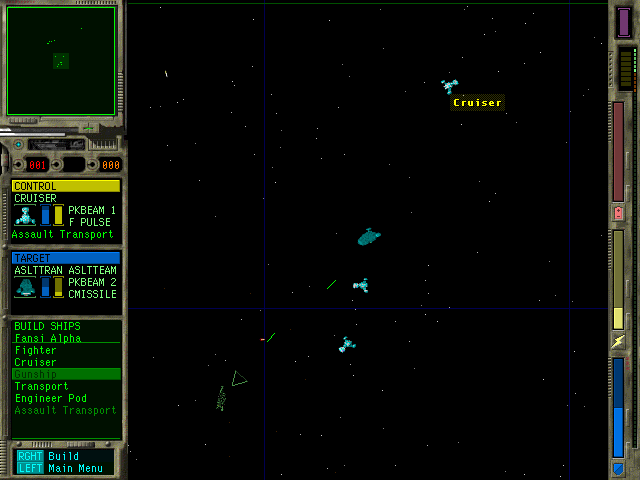 Cruiser
001
000
CONTROL
CRUISER
PKBEAM 1
F PULSE
Assault Transport
TARGET
ASLTTRAN ASLTTEAM
PKBEAM 2
CMISSILE
BUILD SHIPS
Fansi Alpha
Fighter
Cruiser
Gunship
Transport
Engineer Pod
Assault Transport
RGHT Build
LEFT Main Menu